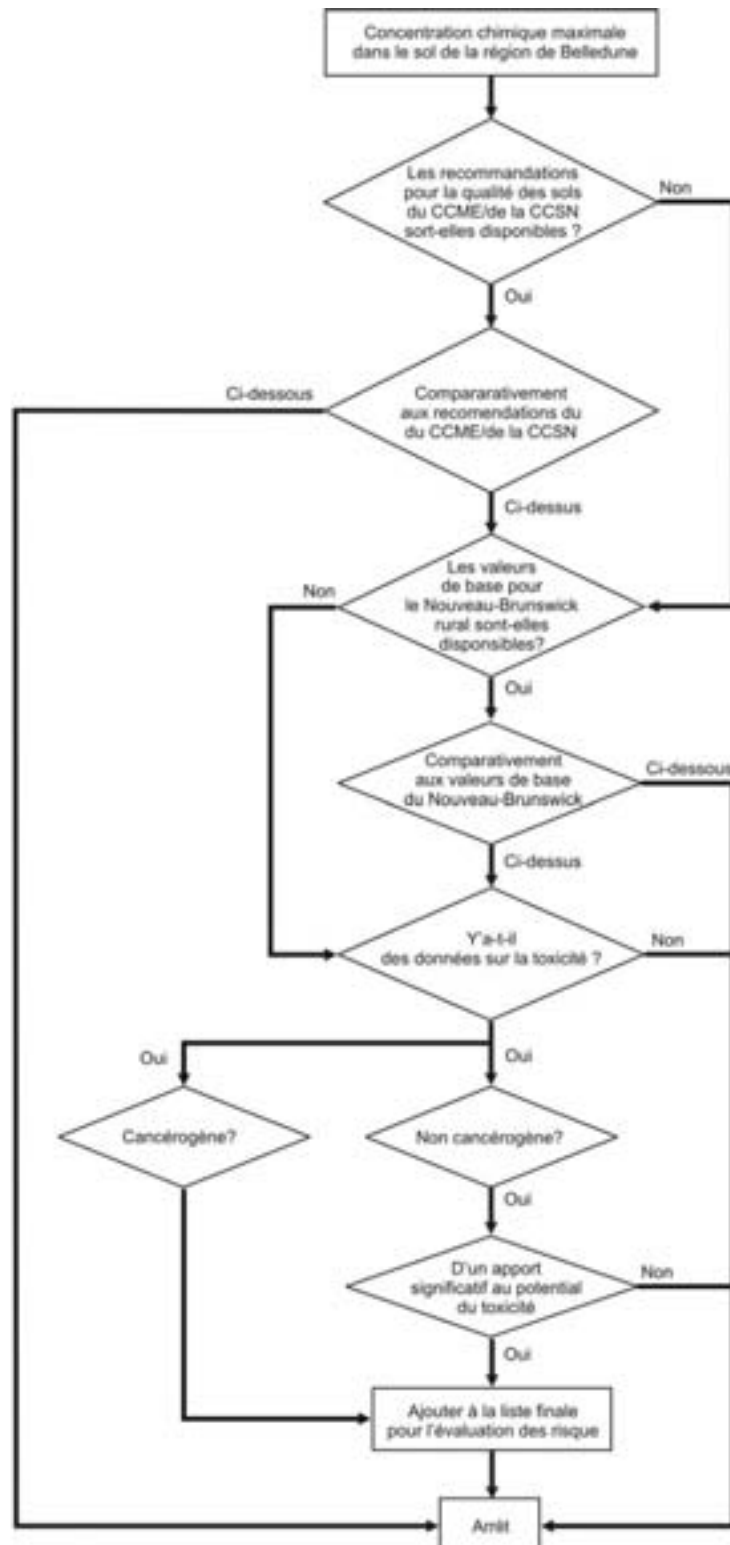 Concentration chimique maximale
dans le sol de la région de Belledune
Les recommandations
pour la qualité des sols
du CCME/de la CCSN
sort-elles disponibles ?
Non
Oui
Ci-dessous
Compararativement
aux recomendations du
du CCME/de la CCSN
Ci-dessus
Non
Les valeurs
de base pour
le Nouveau-Brunswick
rural sont-elles
disponsibles?
Oui
Comparativement
aux valeurs de base
du Nouveau-Brunswick
Ci-dessous
Ci-dessus
Y'a-t-il
des données sur la toxicité ?
Non
Oui
Oui
Cancérogène?
Non cancérogène?
Oui
D'un apport
significatif au potential
du toxicité
Non
Oui
Ajouter à la liste finale
pour l'évaluation des risque
Arrlt